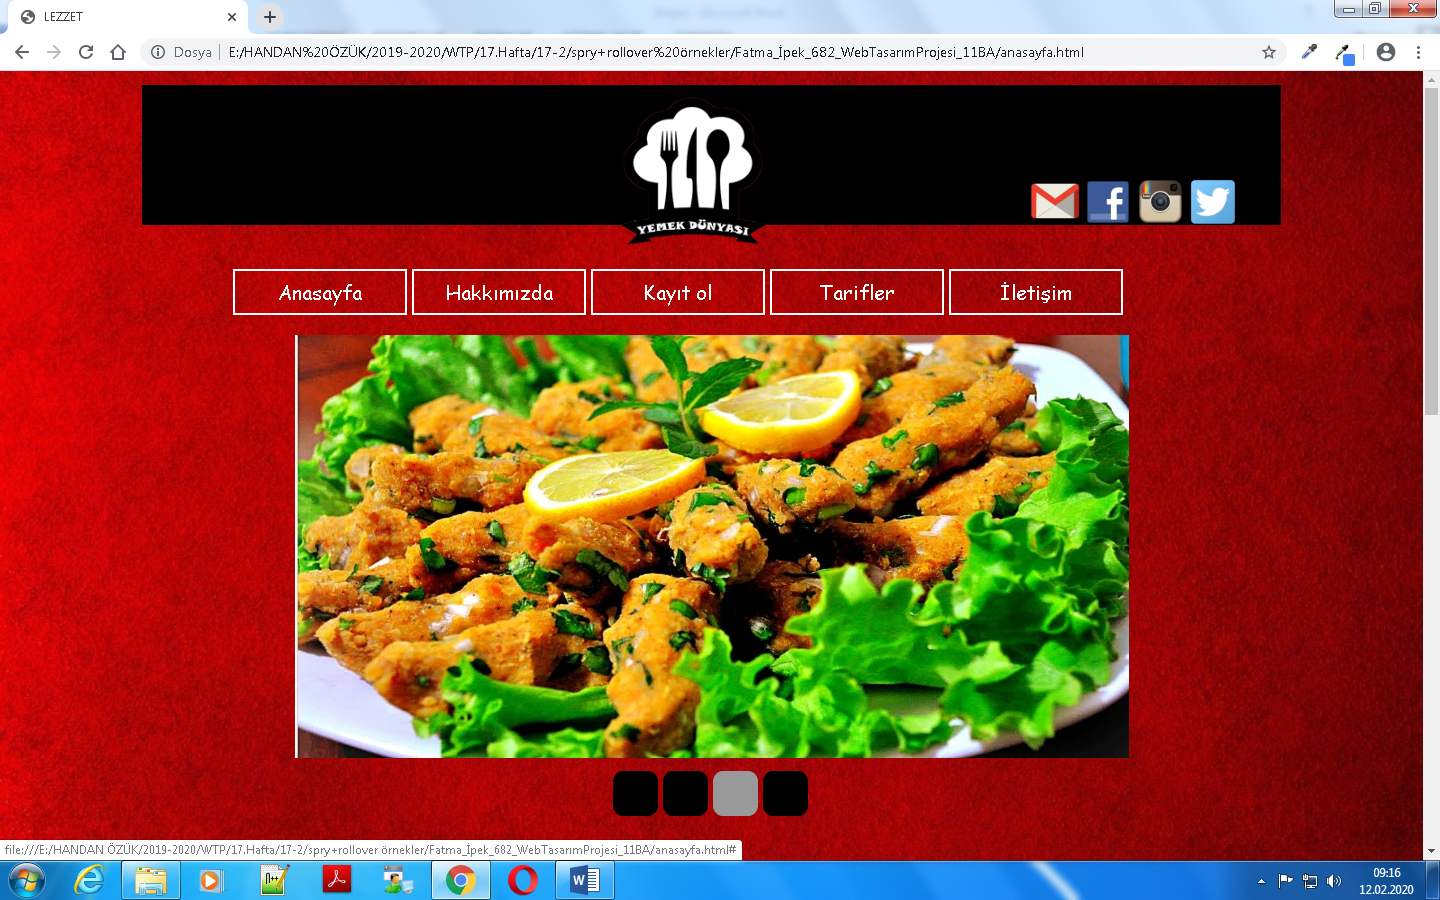 LEZZET
Dosya
E:/HANDAN%20ÖZÜK/2019-2020/WTP/17.Hafta/17-2/spry+rollover%20örnekler/Fatma_İpek_682_WebTasarımProjesi_11BA/anasayfa.html
YEMEK DÜNYASI
Anasayfa
Hakkımızda
Kayıt ol
Tarifler
İletişim
file:///E:/HANDAN ÖZÜK/2019-2020/WTP/17.Hafta/17-2/spry+rollover örnekler/Fatma_İpek_682_WebTasarımProjesi_11BA/anasayfa.html#
09:16
12.02.2020